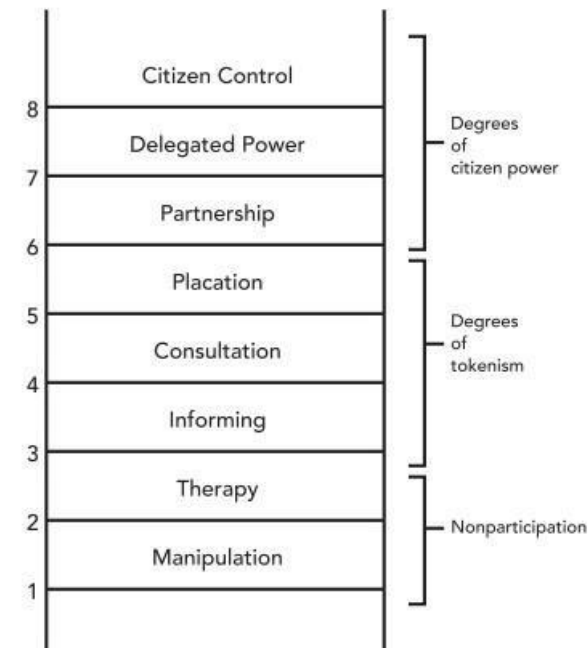 Citizen Control
8
Delegated Power
7
Partnership
6
Placation
5
Consultation
4
Informing
3
Therapy
2
Manipulation
1
Degrees
of
citizen power
Degrees
of
tokenism
Nonparticipation